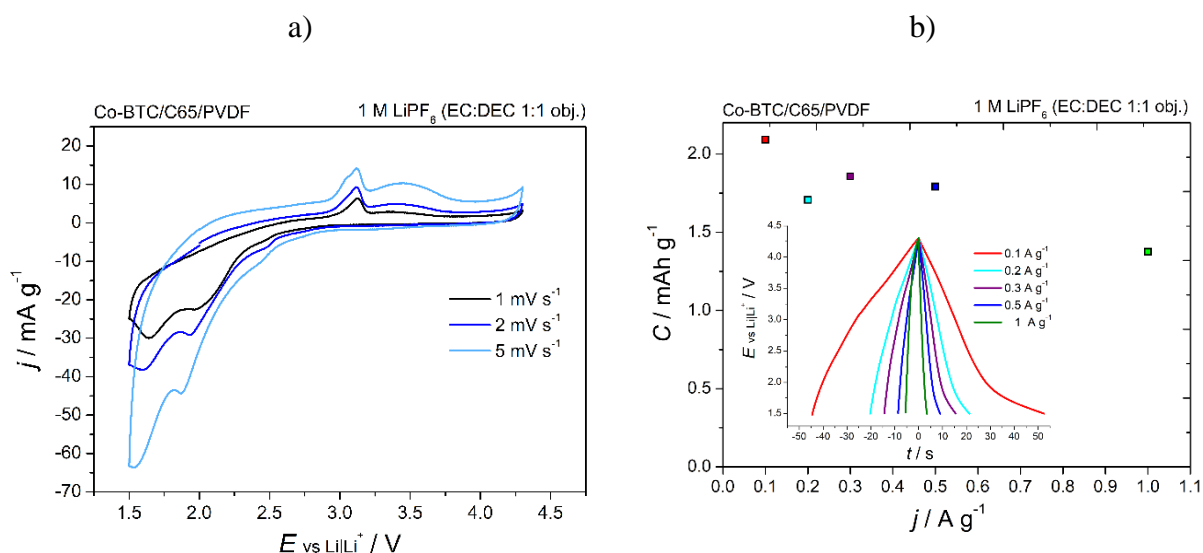 a)
b)
Co-BTC/C65/PVDF
1 M LiPF₆ (EC:DEC 1:1 obj.)
j / mA g⁻¹
20
10
0
-10
-20
-30
-40
-50
-60
-70
1 mV s⁻¹
2 mV s⁻¹
5 mV s⁻¹
1.5
2.0
2.5
3.0
3.5
4.0
4.5
E vs Li|Li⁺ / V
Co-BTC/C65/PVDF
1 M LiPF₆ (EC:DEC 1:1 obj.)
C / mAh g⁻¹
2.0
1.5
1.0
0.5
0.0
E vs Li|Li⁺ / V
4.5
4.0
3.5
3.0
2.5
2.0
1.5
0.1 A g⁻¹
0.2 A g⁻¹
0.3 A g⁻¹
0.5 A g⁻¹
1 A g⁻¹
-50 -40 -30 -20 -10 0 10 20 30 40 50
t / s
0.0 0.1 0.2 0.3 0.4 0.5 0.6 0.7 0.8 0.9 1.0 1.1
j / A g⁻¹